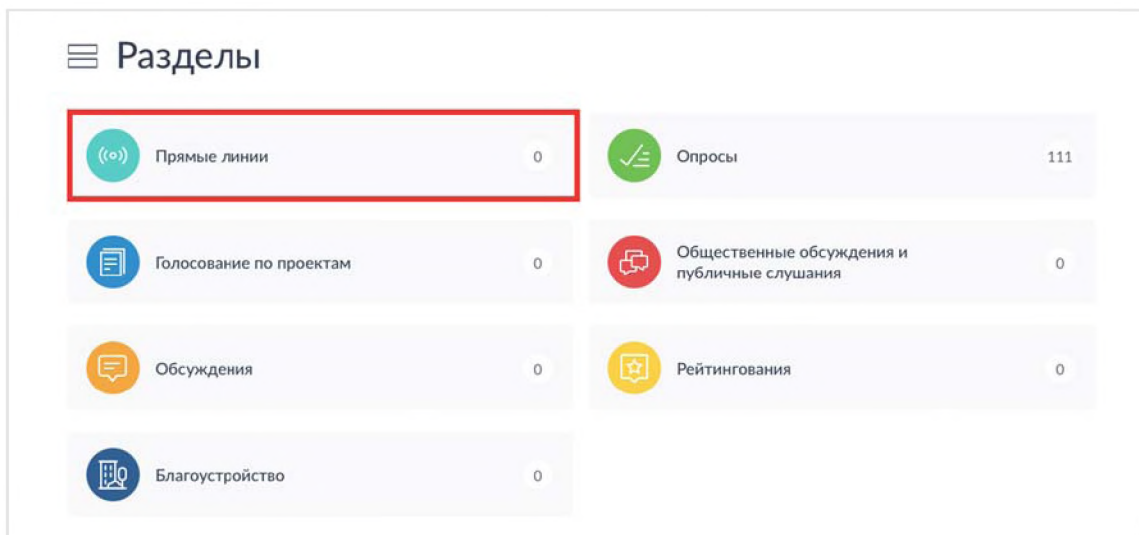 Разделы
Прямые линии 0
Опросы 111
Голосование по проектам 0
Общественные обсуждения и
публичные слушания 0
Обсуждения 0
Рейтингования 0
Благоустройство 0